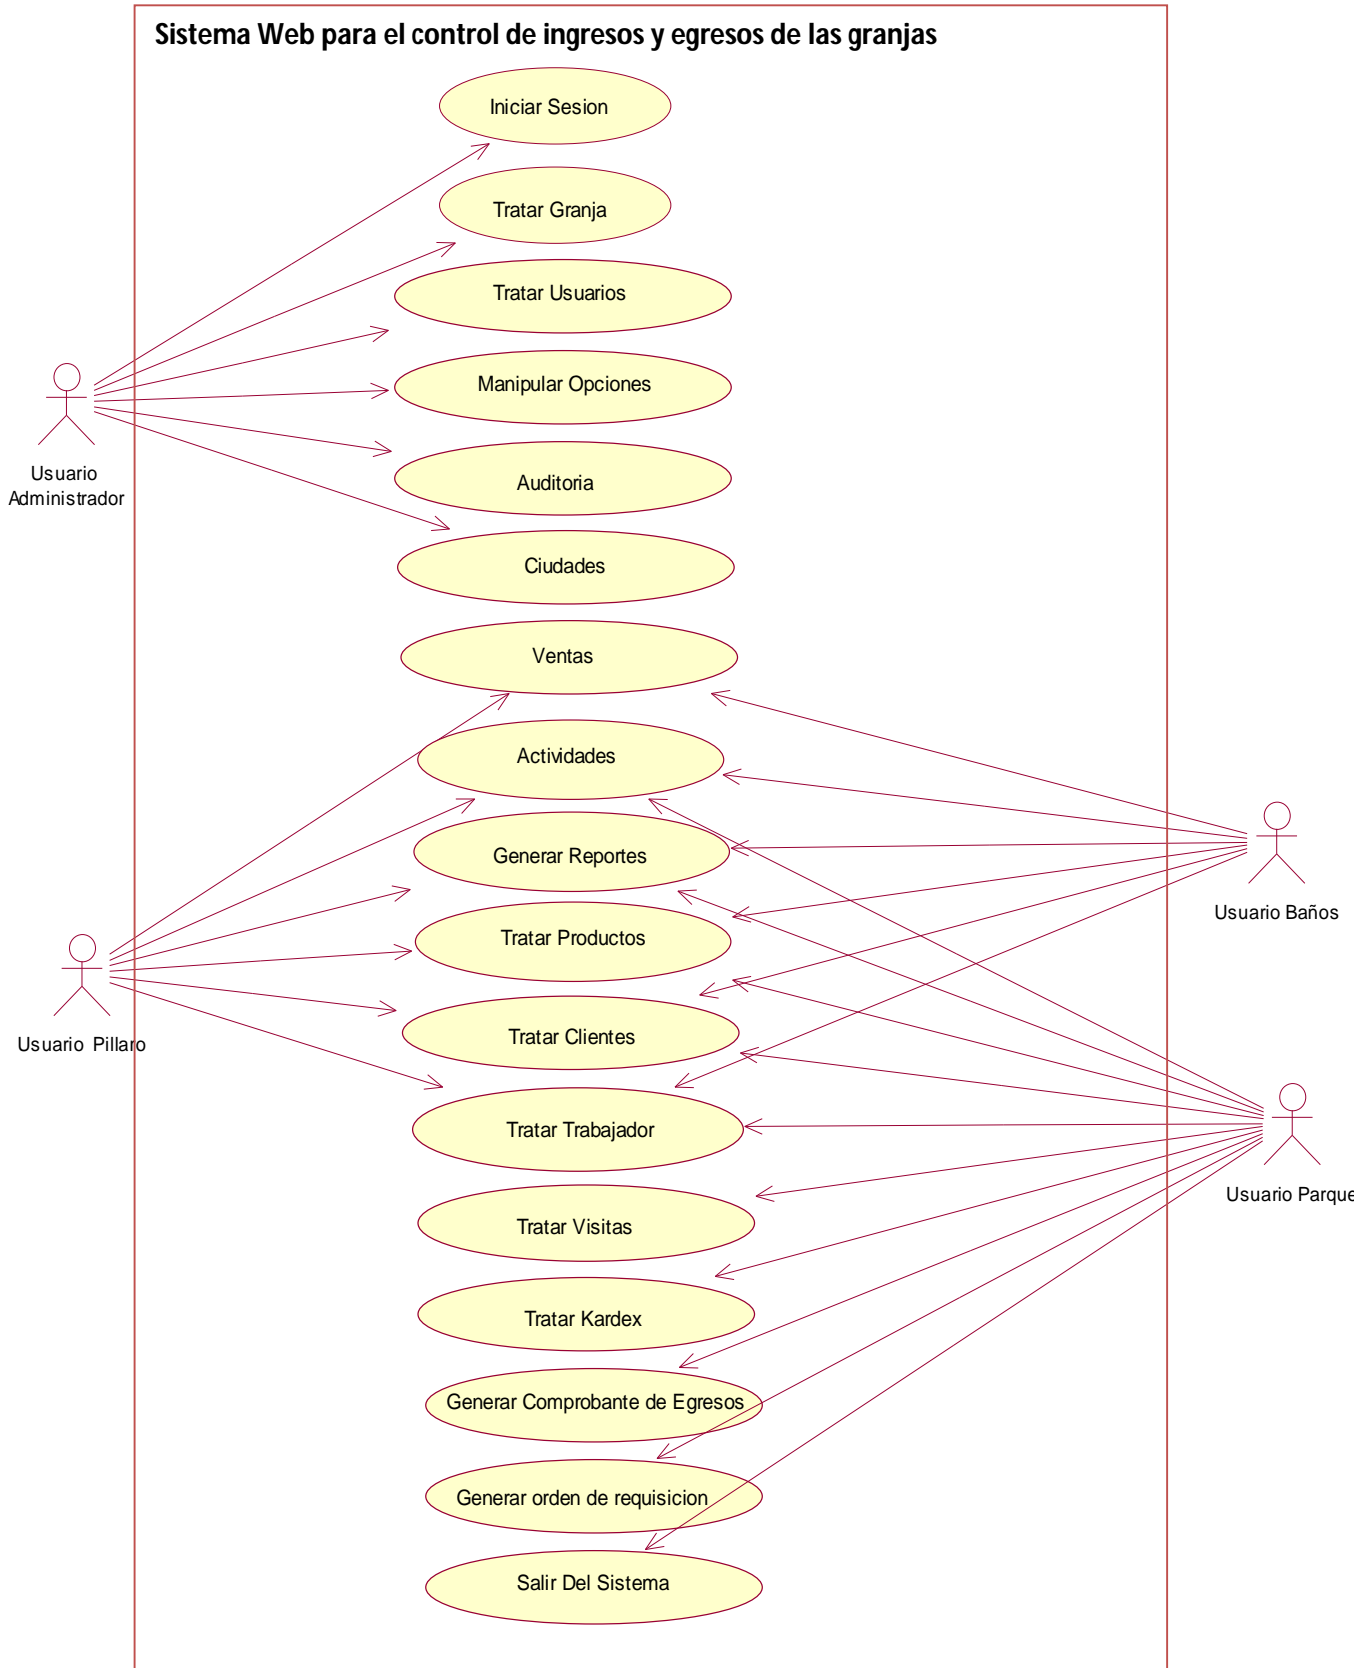 Sistema Web para el control de ingresos y egresos de las granjas
Iniciar Sesion
Tratar Granja
Tratar Usuarios
Manipular Opciones
Usuario
Administrador
Auditoria
Ciudades
Ventas
Actividades
Generar Reportes
Usuario Baños
Tratar Productos
Usuario Pillaro
Tratar Clientes
Tratar Trabajador
Usuario Parque
Tratar Visitas
Tratar Kardex
Generar Comprobante de Egresos
Generar orden de requisicion
Salir Del Sistema